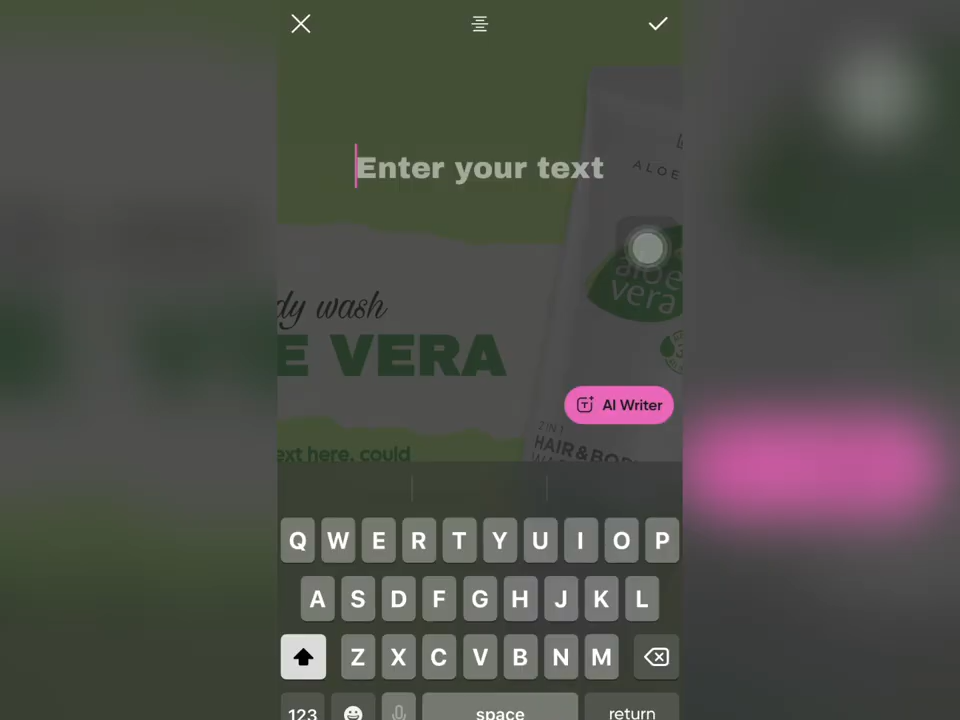 Enter your text
ALOE
aloe
vera
dy wash
E VERA
AI Writer
2 IN 1
HAIR&BOD
ext here, could
Q W E R T Y U I O P
A S D F G H J K L
Z X C V B N M
123 space return